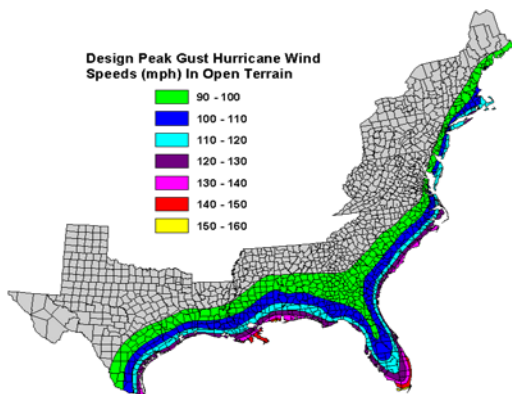 Design Peak Gust Hurricane Wind
Speeds (mph) In Open Terrain
90 - 100
100 - 110
110 - 120
120 - 130
130 - 140
140 - 150
150 - 160